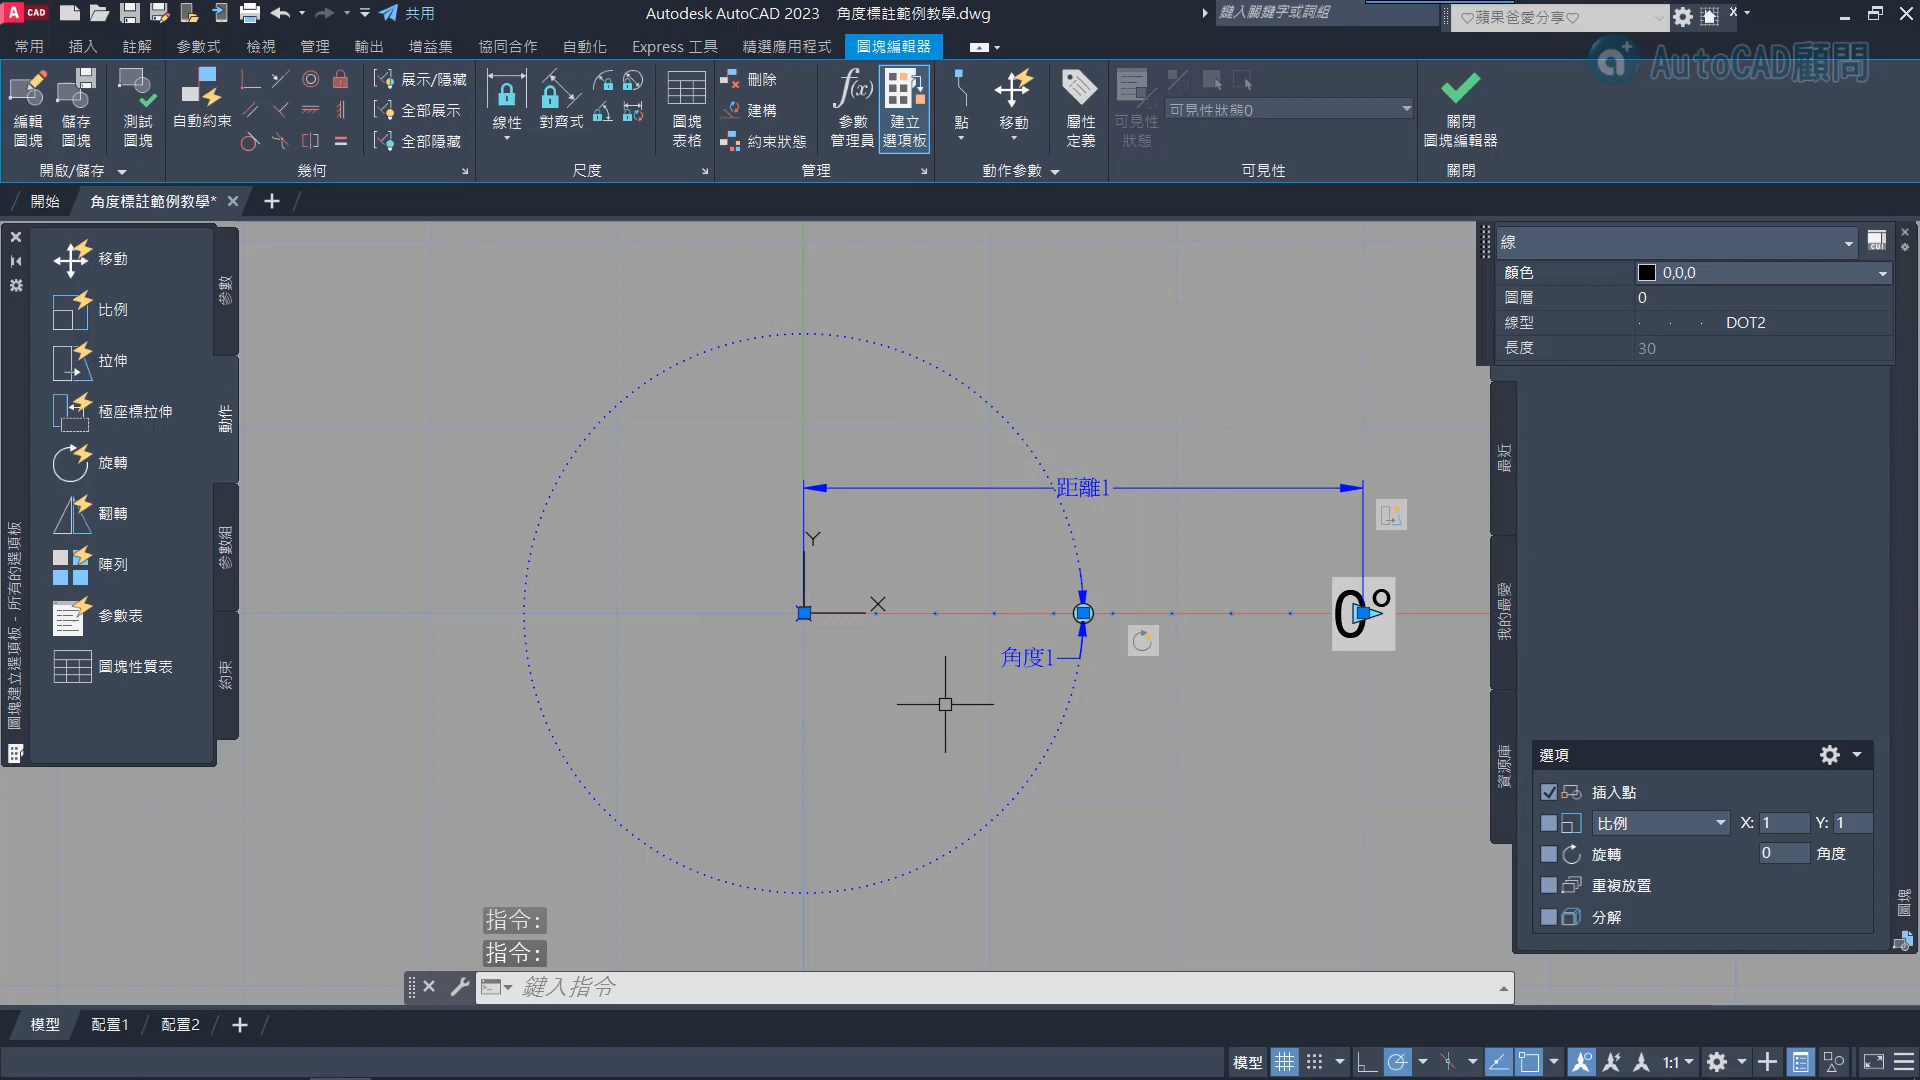 CAD
共用
Autodesk AutoCAD 2023 角度標註範例教學.dwg
鍵入關鍵字或詞組
♡蘋果爸愛分享♡
常用 插入 註解 參數式 檢視 管理 輸出 增益集 協同合作 自動化 Express 工具 精選應用程式 圖塊編輯器
AutoCAD顧問
編輯
圖塊
儲存
圖塊
測試
圖塊
自動約束
展示/隱藏
全部展示
全部隱藏
線性
對齊式
圖塊
表格
刪除
建構
約束狀態
f(x)
參數
管理員
建立
選項板
點
移動
屬性
定義
可見性
狀態
可見性狀態0
關閉
圖塊編輯器
開啟/儲存
幾何
尺度
管理
動作參數
可見性
關閉
開始
角度標註範例教學*
移動
比例
拉伸
極座標拉伸
旋轉
翻轉
陣列
參數表
圖塊性質表
參數
動作
參數組
約束
圖塊建立選項板 - 所有的選項板
距離1
Y
X
0°
角度1
線
CUI
顏色 0,0,0
圖層 0
線型 DOT2
長度 30
最近
我的最愛
資源庫
圖塊
選項
插入點
比例 X: 1 Y: 1
旋轉 0 角度
重複放置
分解
指令:
指令:
鍵入指令
模型 配置1 配置2
模型
1:1